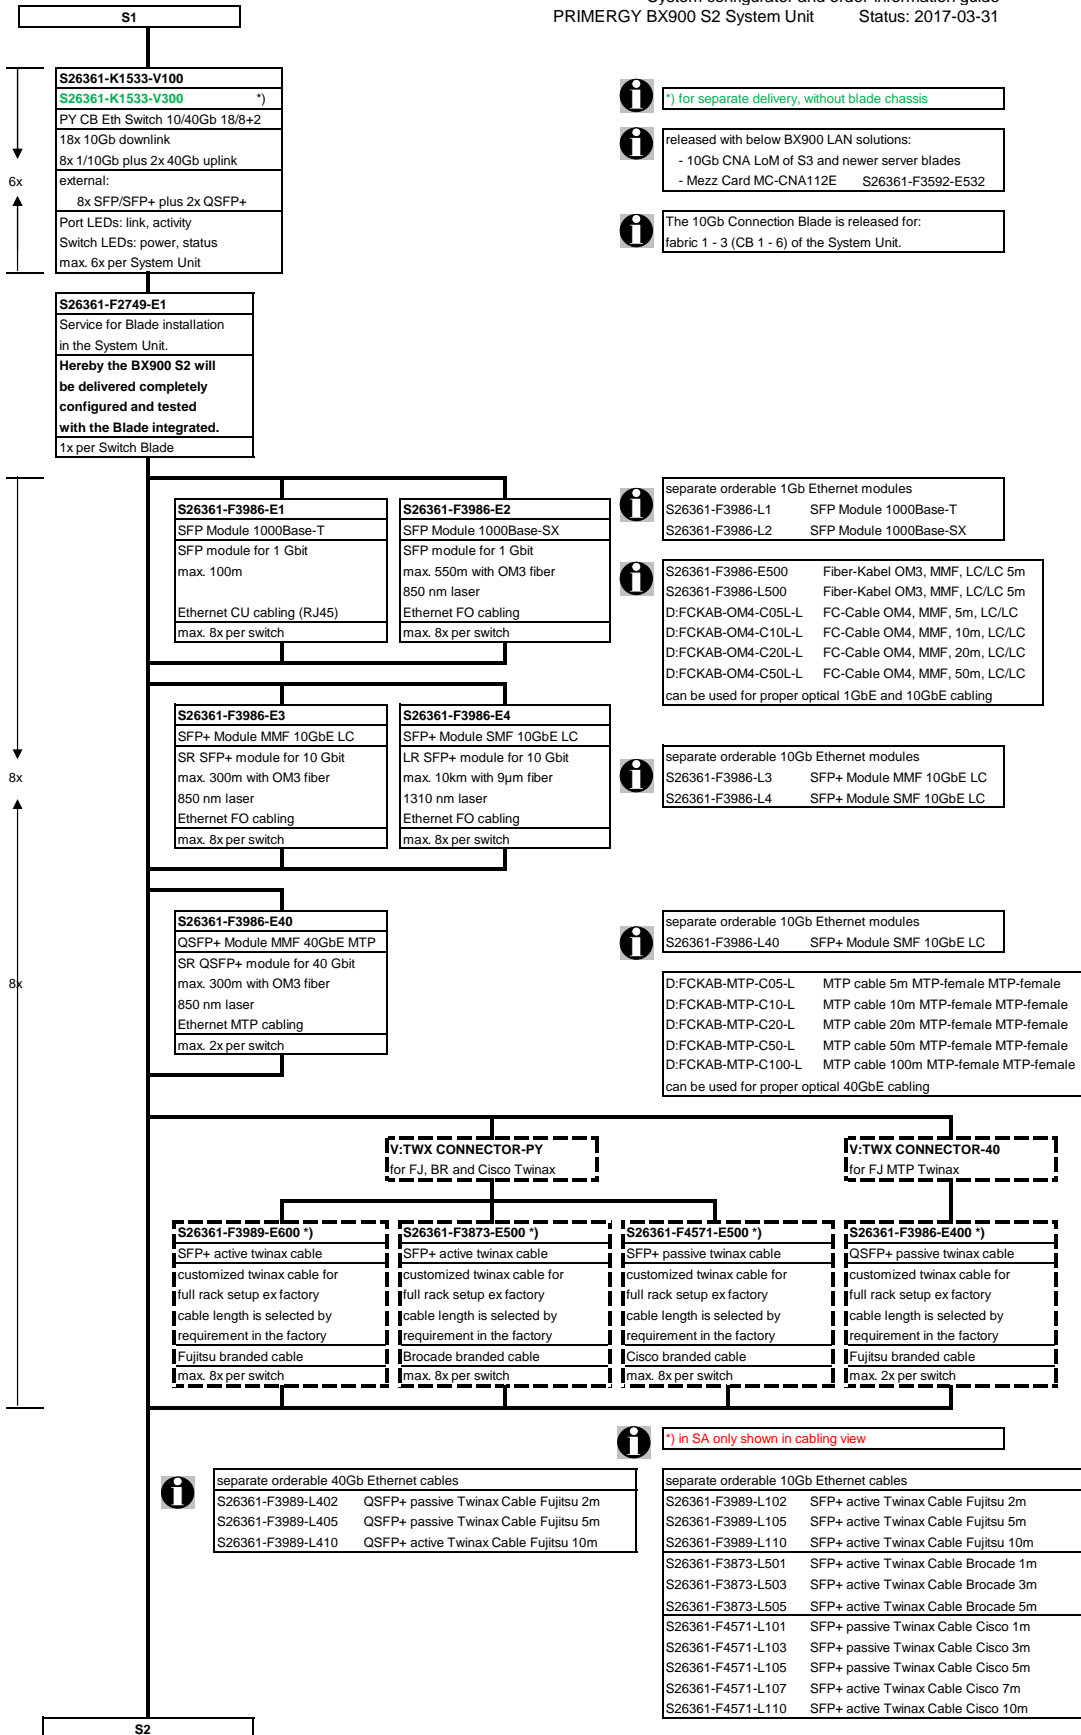 System configurator and order information guide
PRIMERGY BX900 S2 System Unit Status: 2017-03-31
S1
S26361-K1533-V100
S26361-K1533-V300 *)
PY CB Eth Switch 10/40Gb 18/8+2
18x 10Gb downlink
8x 1/10Gb plus 2x 40Gb uplink
external:
8x SFP/SFP+ plus 2x QSFP+
Port LEDs: link, activity
Switch LEDs: power, status
max. 6x per System Unit
6x
*) for separate delivery, without blade chassis
released with below BX900 LAN solutions:
- 10Gb CNA LoM of S3 and newer server blades
- Mezz Card MC-CNA112E S26361-F3592-E532
The 10Gb Connection Blade is released for:
fabric 1 - 3 (CB 1 - 6) of the System Unit.
S26361-F2749-E1
Service for Blade installation
in the System Unit.
Hereby the BX900 S2 will
be delivered completely
configured and tested
with the Blade integrated.
1x per Switch Blade
S26361-F3986-E1
SFP Module 1000Base-T
SFP module for 1 Gbit
max. 100m
Ethernet CU cabling (RJ45)
max. 8x per switch
S26361-F3986-E2
SFP Module 1000Base-SX
SFP module for 1 Gbit
max. 550m with OM3 fiber
850 nm laser
Ethernet FO cabling
max. 8x per switch
separate orderable 1Gb Ethernet modules
S26361-F3986-L1 SFP Module 1000Base-T
S26361-F3986-L2 SFP Module 1000Base-SX
S26361-F3986-E500 Fiber-Kabel OM3, MMF, LC/LC 5m
S26361-F3986-L500 Fiber-Kabel OM3, MMF, LC/LC 5m
D:FCKAB-OM4-C05L-L FC-Cable OM4, MMF, 5m, LC/LC
D:FCKAB-OM4-C10L-L FC-Cable OM4, MMF, 10m, LC/LC
D:FCKAB-OM4-C20L-L FC-Cable OM4, MMF, 20m, LC/LC
D:FCKAB-OM4-C50L-L FC-Cable OM4, MMF, 50m, LC/LC
can be used for proper optical 1GbE and 10GbE cabling
8x
S26361-F3986-E3
SFP+ Module MMF 10GbE LC
SR SFP+ module for 10 Gbit
max. 300m with OM3 fiber
850 nm laser
Ethernet FO cabling
max. 8x per switch
S26361-F3986-E4
SFP+ Module SMF 10GbE LC
LR SFP+ module for 10 Gbit
max. 10km with 9µm fiber
1310 nm laser
Ethernet FO cabling
max. 8x per switch
separate orderable 10Gb Ethernet modules
S26361-F3986-L3 SFP+ Module MMF 10GbE LC
S26361-F3986-L4 SFP+ Module SMF 10GbE LC
8x
S26361-F3986-E40
QSFP+ Module MMF 40GbE MTP
SR QSFP+ module for 40 Gbit
max. 300m with OM3 fiber
850 nm laser
Ethernet MTP cabling
max. 2x per switch
separate orderable 10Gb Ethernet modules
S26361-F3986-L40 SFP+ Module SMF 10GbE LC
D:FCKAB-MTP-C05-L MTP cable 5m MTP-female MTP-female
D:FCKAB-MTP-C10-L MTP cable 10m MTP-female MTP-female
D:FCKAB-MTP-C20-L MTP cable 20m MTP-female MTP-female
D:FCKAB-MTP-C50-L MTP cable 50m MTP-female MTP-female
D:FCKAB-MTP-C100-L MTP cable 100m MTP-female MTP-female
can be used for proper optical 40GbE cabling
V:TWX CONNECTOR-PY
for FJ, BR and Cisco Twinax
V:TWX CONNECTOR-40
for FJ MTP Twinax
S26361-F3989-E600 *)
SFP+ active twinax cable
customized twinax cable for
full rack setup ex factory
cable length is selected by
requirement in the factory
Fujitsu branded cable
max. 8x per switch
S26361-F3873-E500 *)
SFP+ active twinax cable
customized twinax cable for
full rack setup ex factory
cable length is selected by
requirement in the factory
Brocade branded cable
max. 8x per switch
S26361-F4571-E500 *)
SFP+ passive twinax cable
customized twinax cable for
full rack setup ex factory
cable length is selected by
requirement in the factory
Cisco branded cable
max. 8x per switch
S26361-F3986-E400 *)
QSFP+ passive twinax cable
customized twinax cable for
full rack setup ex factory
cable length is selected by
requirement in the factory
Fujitsu branded cable
max. 2x per switch
*) in SA only shown in cabling view
separate orderable 40Gb Ethernet cables
S26361-F3989-L402 QSFP+ passive Twinax Cable Fujitsu 2m
S26361-F3989-L405 QSFP+ passive Twinax Cable Fujitsu 5m
S26361-F3989-L410 QSFP+ active Twinax Cable Fujitsu 10m
separate orderable 10Gb Ethernet cables
S26361-F3989-L102 SFP+ active Twinax Cable Fujitsu 2m
S26361-F3989-L105 SFP+ active Twinax Cable Fujitsu 5m
S26361-F3989-L110 SFP+ active Twinax Cable Fujitsu 10m
S26361-F3873-L501 SFP+ active Twinax Cable Brocade 1m
S26361-F3873-L503 SFP+ active Twinax Cable Brocade 3m
S26361-F3873-L505 SFP+ active Twinax Cable Brocade 5m
S26361-F4571-L101 SFP+ passive Twinax Cable Cisco 1m
S26361-F4571-L103 SFP+ passive Twinax Cable Cisco 3m
S26361-F4571-L105 SFP+ passive Twinax Cable Cisco 5m
S26361-F4571-L107 SFP+ active Twinax Cable Cisco 7m
S26361-F4571-L110 SFP+ active Twinax Cable Cisco 10m
S2